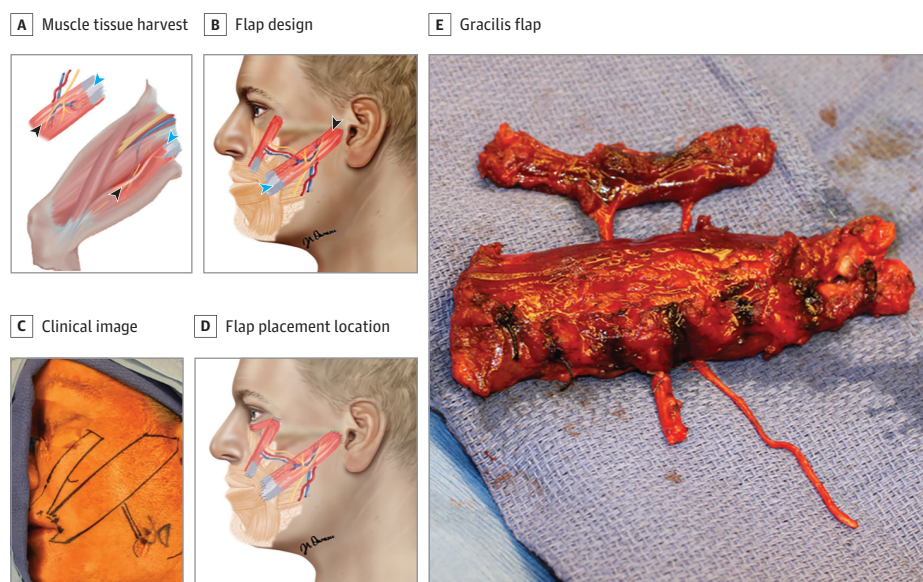 A Muscle tissue harvest
B Flap design
E Gracilis flap
C Clinical image
D Flap placement location